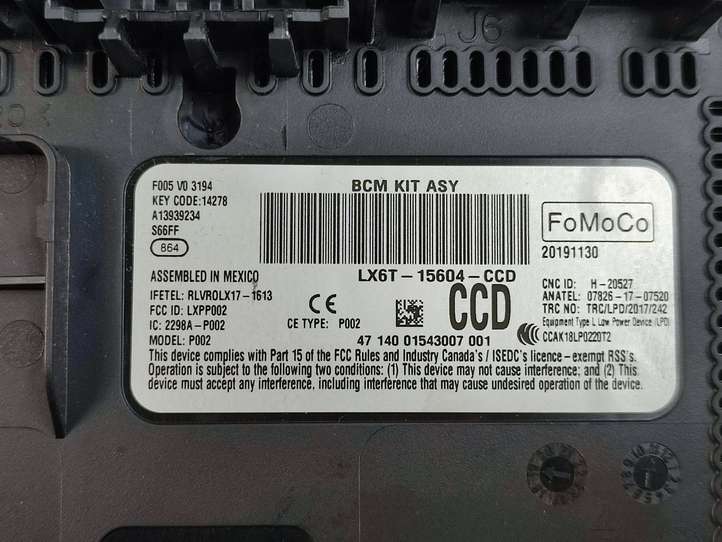 J6
F005 V0 3194
BCM KIT ASY
KEY CODE:14278
A13939234
S66FF
864
FoMoCo
20191130
ASSEMBLED IN MEXICO
LX6T-15604-CCD
IFETEL: RLVROLX17-1613
FCC ID: LXPP002
IC: 2298A-P002
MODEL: P002
CE
CE TYPE: P002
CCD
CNC ID: H-20527
ANATEL: 07826-17-07520
TRC NO: TRC/LPD/2017/242
Equipment Type: L Low Power Device (LPD)
CCAK18LP0220T2
47 140 01543007 001
This device complies with Part 15 of the FCC Rules and Industry Canada's / ISEDC's licence - exempt RSS's.
Operation is subject to the following two conditions: (1) This device may not cause interference; and (2) This
device must accept any interference, including interference that may cause undesired operation of the device.